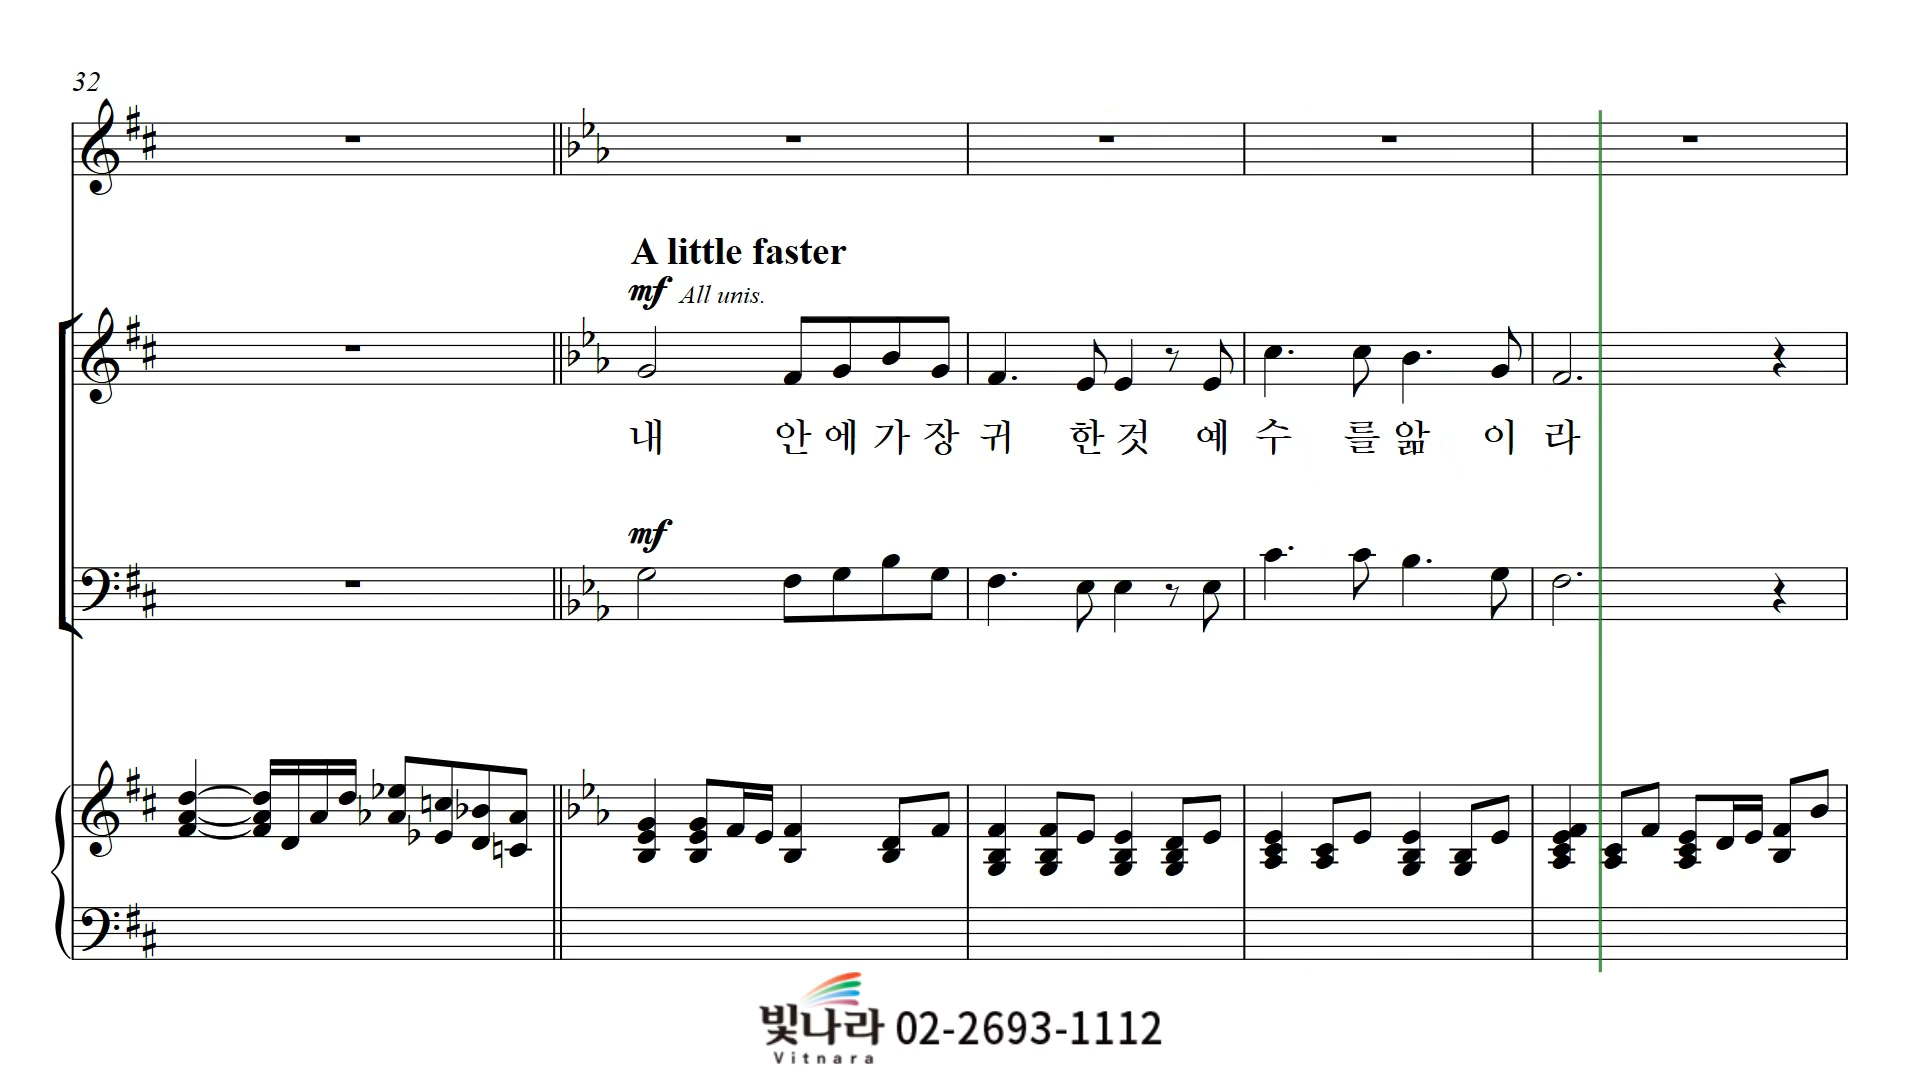 32
A little faster
mf All unis.
내 안에가장귀 한것 예수 를앎 이라
mf
빛나라 02-2693-1112
Vitnara